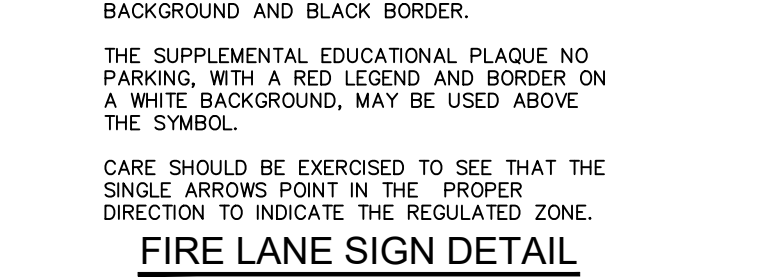 BACKGROUND AND BLACK BORDER.
THE SUPPLEMENTAL EDUCATIONAL PLAQUE NO
PARKING, WITH A RED LEGEND AND BORDER ON
A WHITE BACKGROUND, MAY BE USED ABOVE
THE SYMBOL.
CARE SHOULD BE EXERCISED TO SEE THAT THE
SINGLE ARROWS POINT IN THE PROPER
DIRECTION TO INDICATE THE REGULATED ZONE.
FIRE LANE SIGN DETAIL